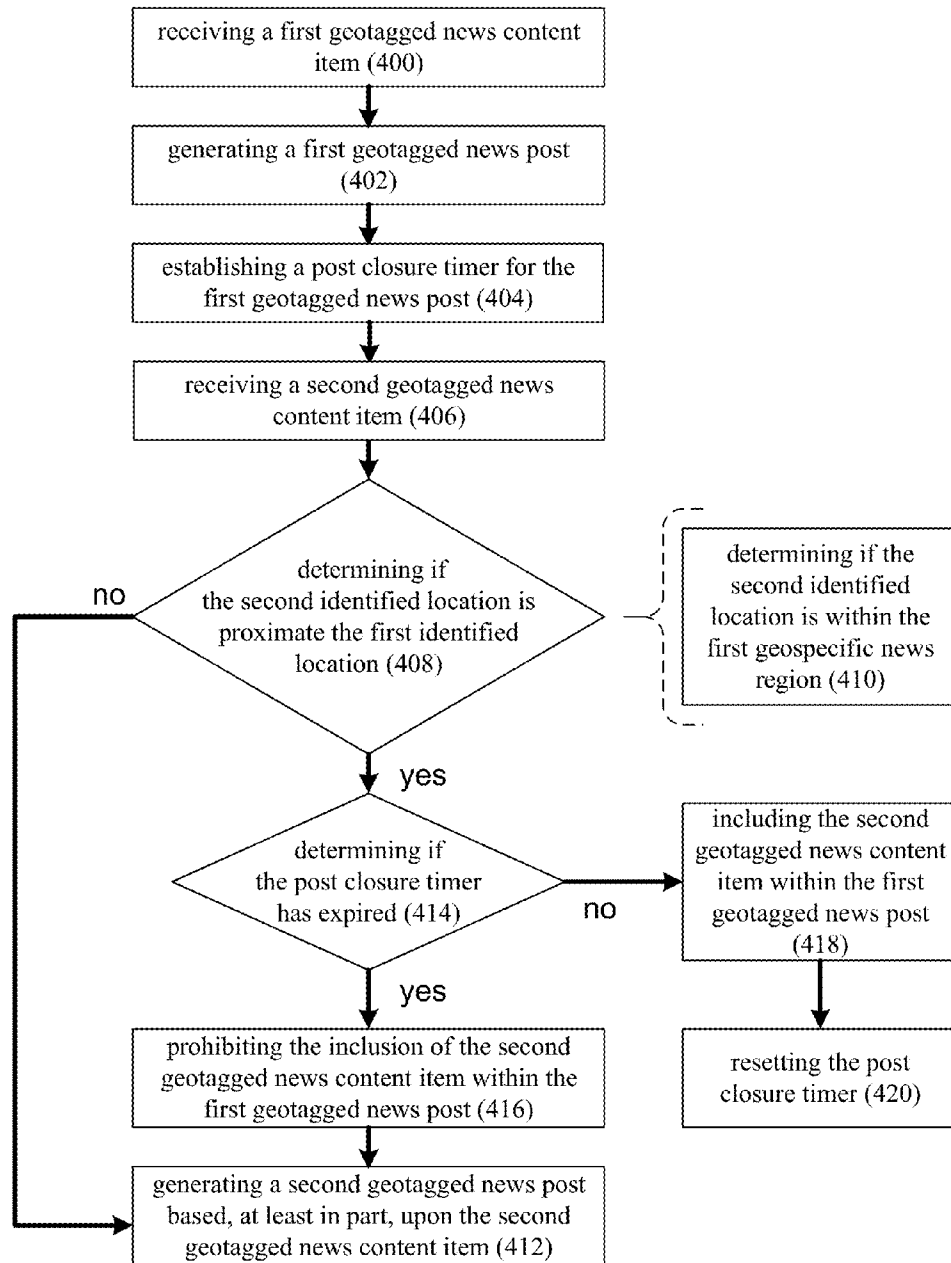 receiving a first geotagged news content
item (400)
generating a first geotagged news post
(402)
establishing a post closure timer for the
first geotagged news post (404)
receiving a second geotagged news
content item (406)
determining if
the second identified location is
proximate the first identified
location (408)
no
determining if the
second identified
location is within the
first geospecific news
region (410)
yes
determining if
the post closure timer
has expired (414)
no
including the second
geotagged news content
item within the first
geotagged news post
(418)
yes
prohibiting the inclusion of the second
geotagged news content item within the
first geotagged news post (416)
resetting the post
closure timer (420)
generating a second geotagged news post
based, at least in part, upon the second
geotagged news content item (412)